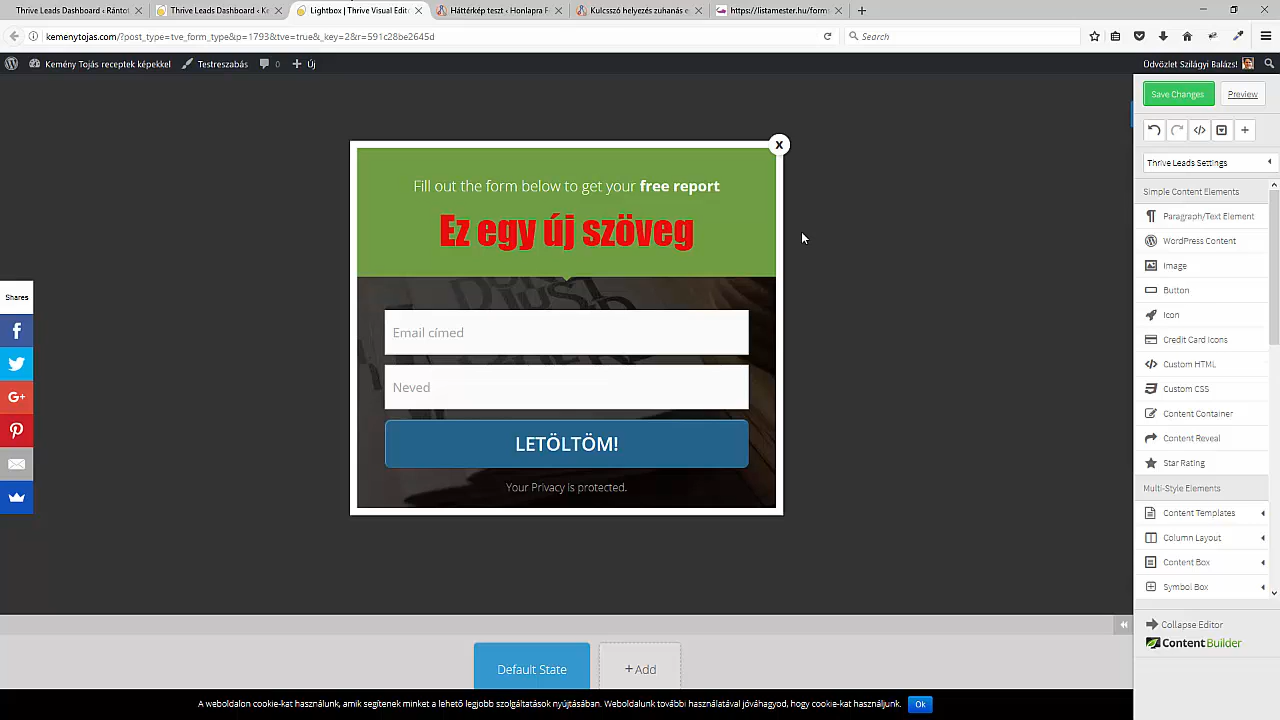 Thrive Leads Dashboard ‹ Rántot
Thrive Leads Dashboard ‹ Ke
Lightbox | Thrive Visual Edit
Háttérkép teszt ‹ Honlapra F
Kulcsszó helyezés zuhanás e
https://listamester.hu/form
kemenytojas.com/?post_type=tve_form_type&p=1793&tve=true&_key=2&r=591c28be2645d
Search
Kemény Tojás receptek képekkel
Testreszabás
0
Új
Üdvözlet Szilágyi Balázs!
Save Changes
Preview
Thrive Leads Settings
Simple Content Elements
Paragraph/Text Element
WordPress Content
Image
Button
Icon
Credit Card Icons
Custom HTML
Custom CSS
Content Container
Content Reveal
Star Rating
Multi-Style Elements
Content Templates
Column Layout
Content Box
Symbol Box
Collapse Editor
Content Builder
x
Fill out the form below to get your free report
Ez egy új szöveg
Email címed
Neved
LETÖLTÖM!
Your Privacy is protected.
Shares
Default State
+Add
A weboldalon cookie-kat használunk, amik segítenek minket a lehető legjobb szolgáltatások nyújtásában. Weboldalunk további használatával jóváhagyod, hogy cookie-kat használjunk.
Ok